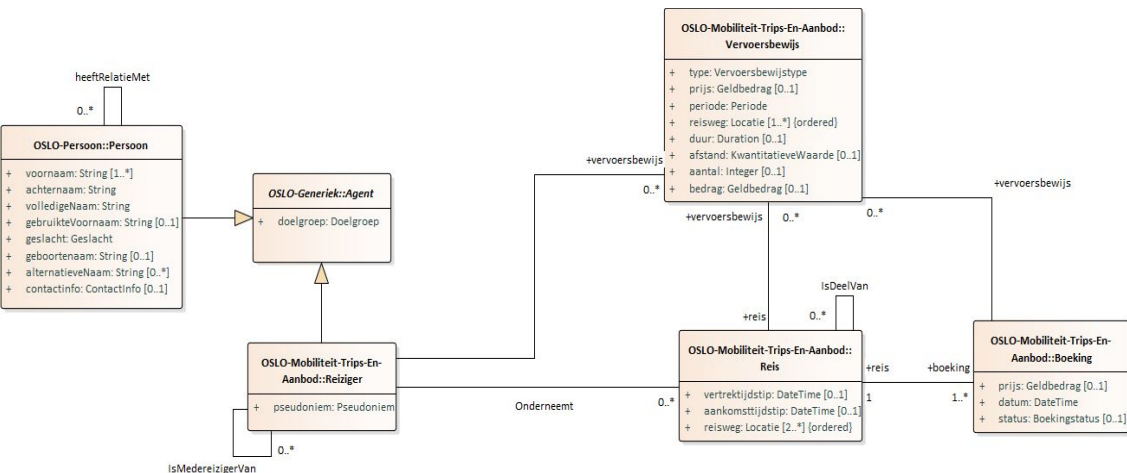 heeftRelatieMet
0..*
OSLO-Persoon::Persoon
+ voornaam: String [1..*]
+ achternaam: String
+ volledigeNaam: String
+ gebruikteVoornaam: String [0..1]
+ geslacht: Geslacht
+ geboortenaam: String [0..1]
+ alternatieveNaam: String [0..*]
+ contactinfo: ContactInfo [0..1]
OSLO-Generiek::Agent
+ doelgroep: Doelgroep
OSLO-Mobiliteit-Trips-En-Aanbod::
Vervoersbewijs
+ type: Vervoersbewijstype
+ prijs: Geldbedrag [0..1]
+ periode: Periode
+ reisweg: Locatie [1..*] {ordered}
+ duur: Duration [0..1]
+ afstand: KwantitatieveWaarde [0..1]
+ aantal: Integer [0..1]
+ bedrag: Geldbedrag [0..1]
+vervoersbewijs
0..*
+vervoersbewijs
0..*
+vervoersbewijs
0..*
IsDeelVan
0..*
+reis
OSLO-Mobiliteit-Trips-En-
Aanbod::Reiziger
+ pseudoniem: Pseudoniem
0..*
IsMedereizigerVan
Onderneemt
0..*
OSLO-Mobiliteit-Trips-En-Aanbod::
Reis
+ vertrektijdstip: DateTime [0..1]
+ aankomsttijdstip: DateTime [0..1]
+ reisweg: Locatie [2..*] {ordered}
+reis
1
+boeking
1..*
OSLO-Mobiliteit-Trips-En-
Aanbod::Boeking
+ prijs: Geldbedrag [0..1]
+ datum: DateTime
+ status: Boekingstatus [0..1]